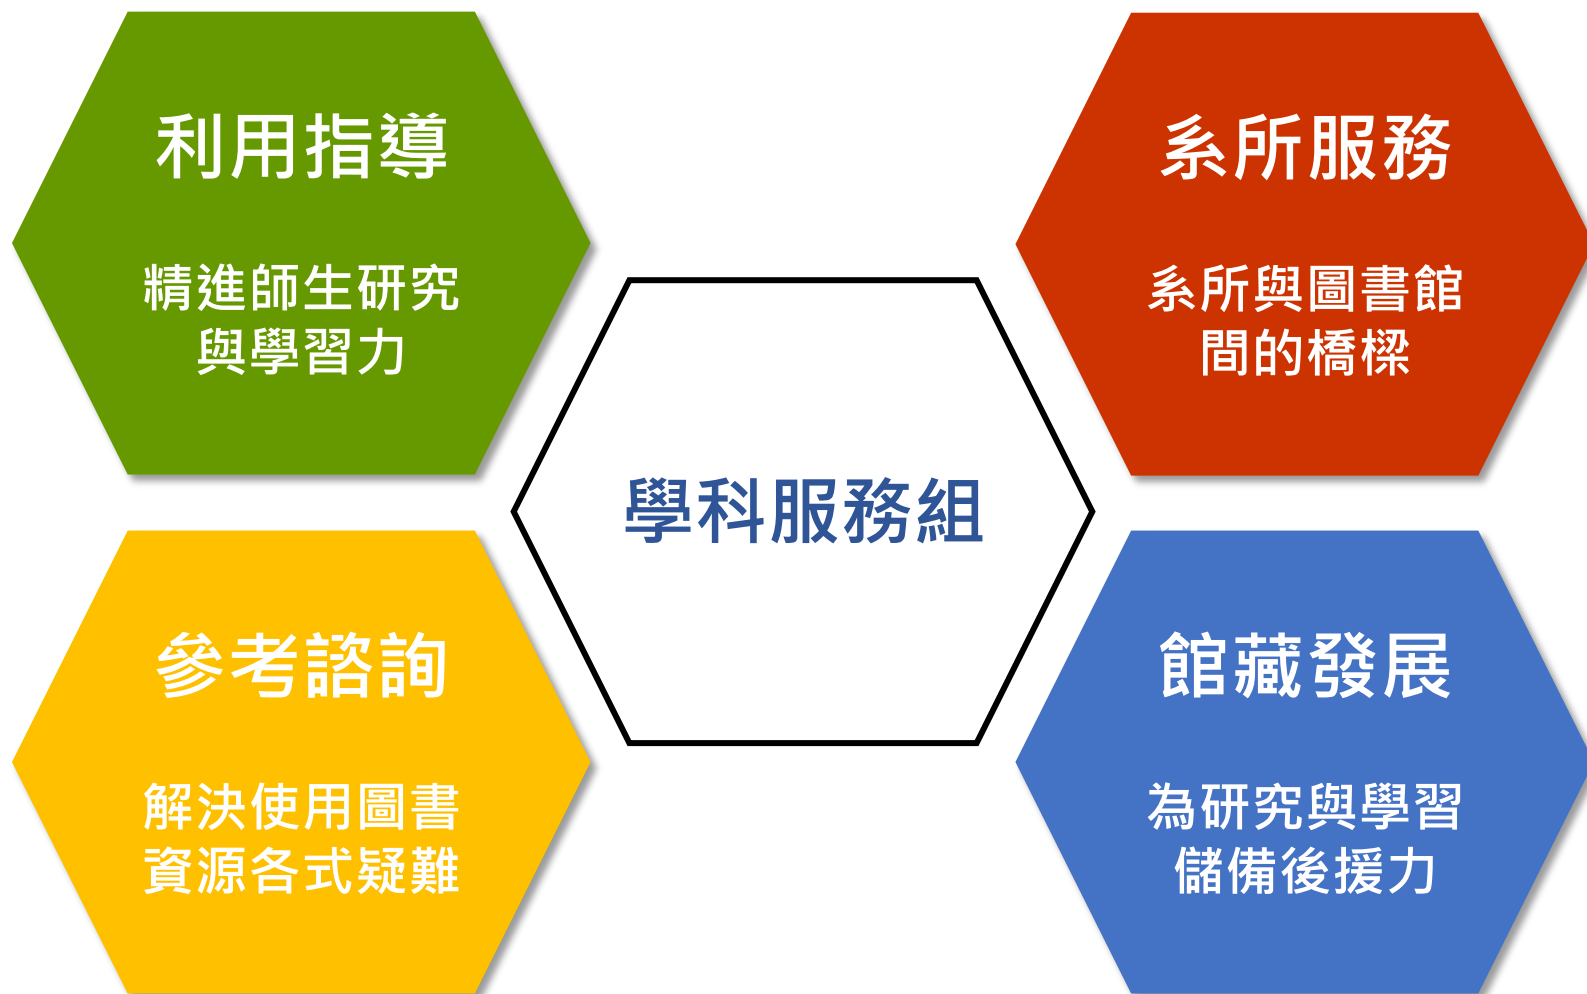 利用指導
精進師生研究
與學習力
系所服務
系所與圖書館
間的橋樑
學科服務組
參考諮詢
解決使用圖書
資源各式疑難
館藏發展
為研究與學習
儲備後援力